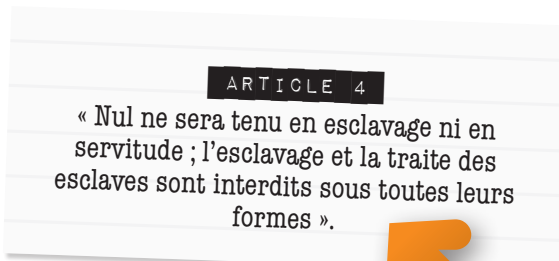 ARTICLE 4
« Nul ne sera tenu en esclavage ni en
servitude ; l’esclavage et la traite des
esclaves sont interdits sous toutes leurs
formes ».